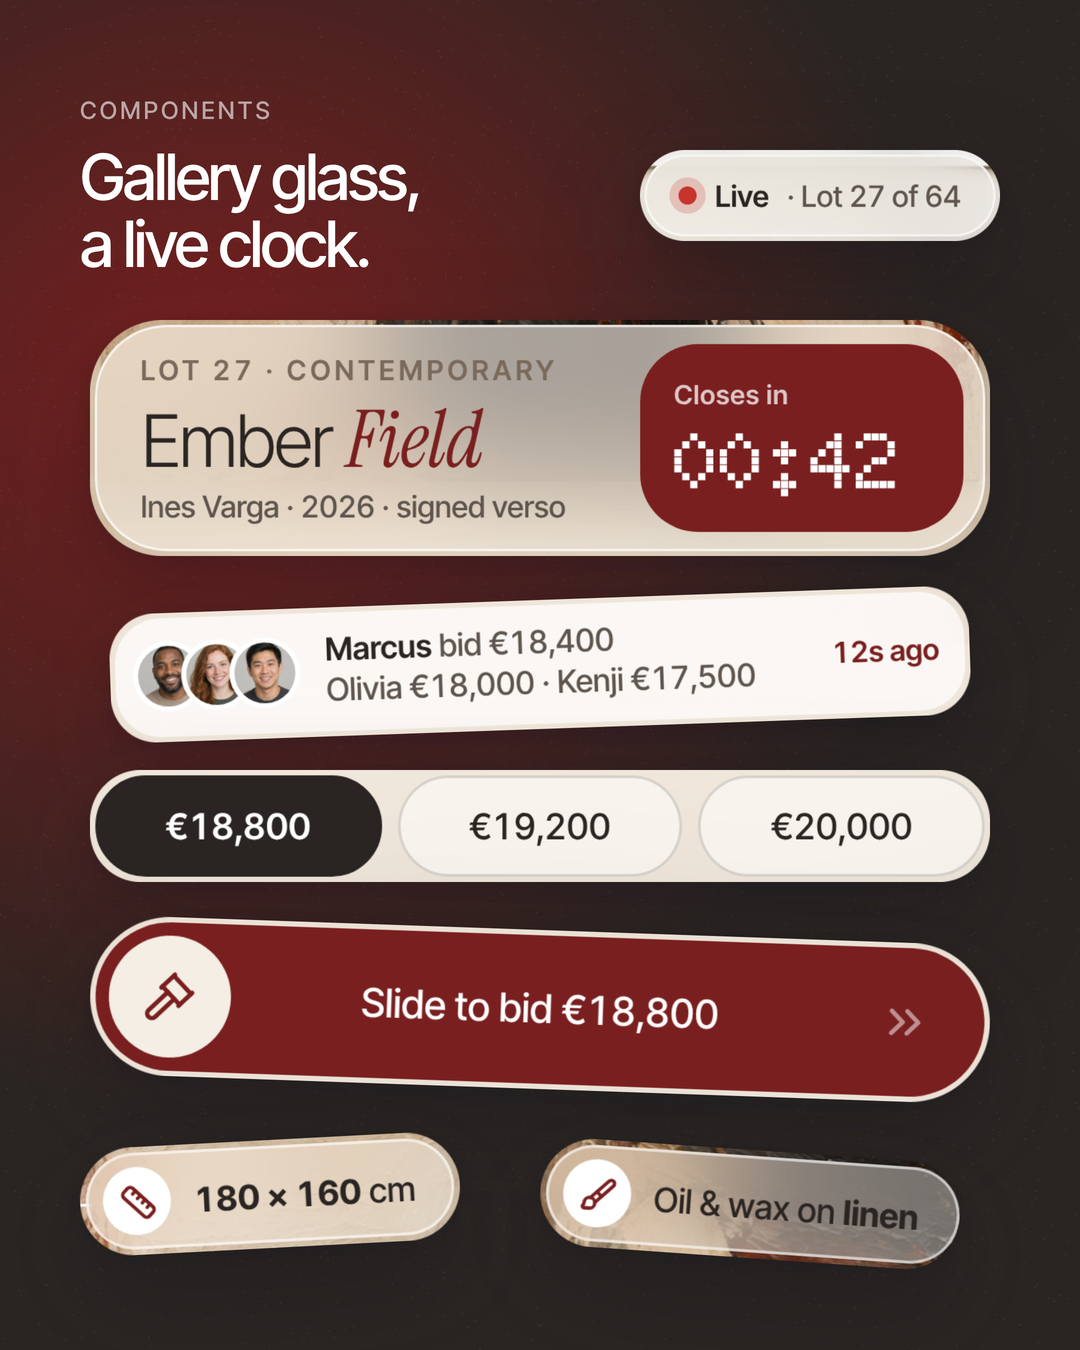 COMPONENTS
Gallery glass,
a live clock.
Live · Lot 27 of 64
LOT 27 · CONTEMPORARY
Ember Field
Ines Varga · 2026 · signed verso
Closes in
00:42
Marcus bid €18,400
Olivia €18,000 · Kenji €17,500
12s ago
€18,800
€19,200
€20,000
Slide to bid €18,800
180 × 160 cm
Oil & wax on linen